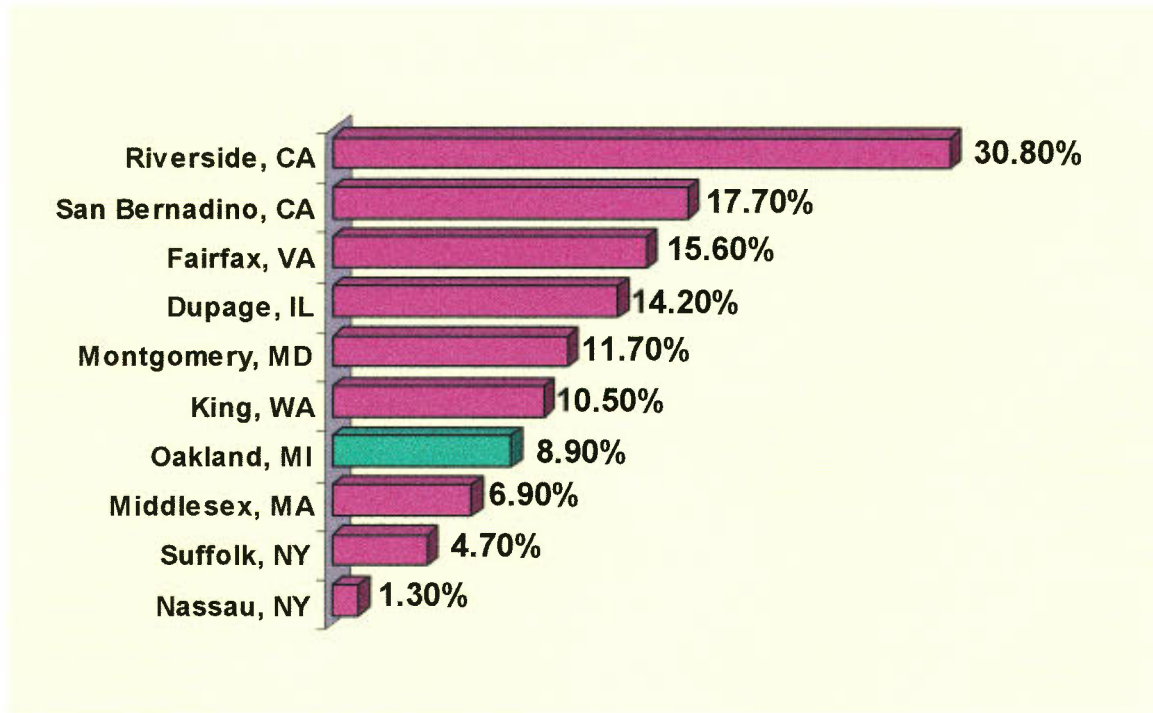 Riverside, CA 30.80%
San Bernadino, CA 17.70%
Fairfax, VA 15.60%
Dupage, IL 14.20%
Montgomery, MD 11.70%
King, WA 10.50%
Oakland, MI 8.90%
Middlesex, MA 6.90%
Suffolk, NY 4.70%
Nassau, NY 1.30%